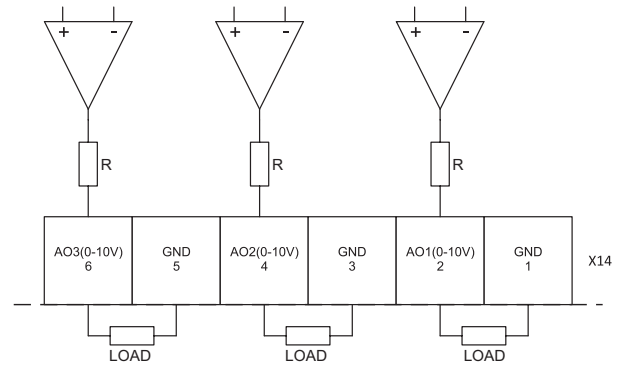 + -
+ -
+ -
R
R
R
AO3(0-10V)
6
GND
5
AO2(0-10V)
4
GND
3
AO1(0-10V)
2
GND
1
X14
LOAD
LOAD
LOAD